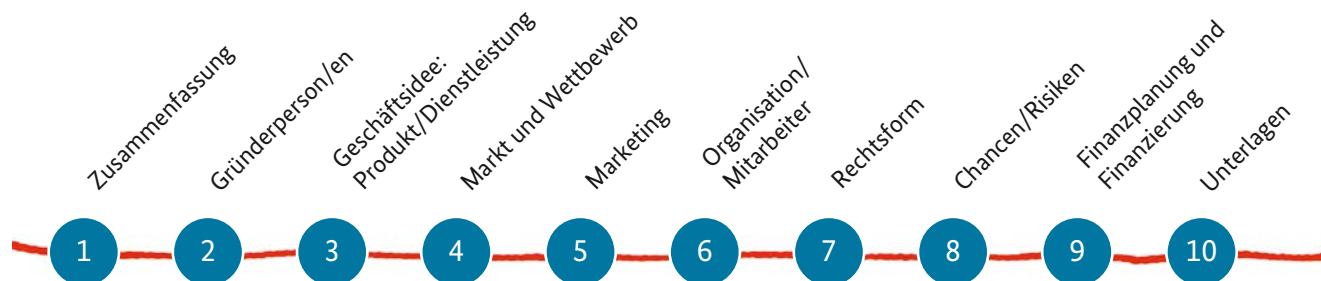 Zusammenfassung
Gründerperson/en
Geschäftsidee:
Produkt/Dienstleistung
Markt und Wettbewerb
Marketing
Organisation/
Mitarbeiter
Rechtsform
Chancen/Risiken
Finanzplanung und
Finanzierung
Unterlagen
1
2
3
4
5
6
7
8
9
10